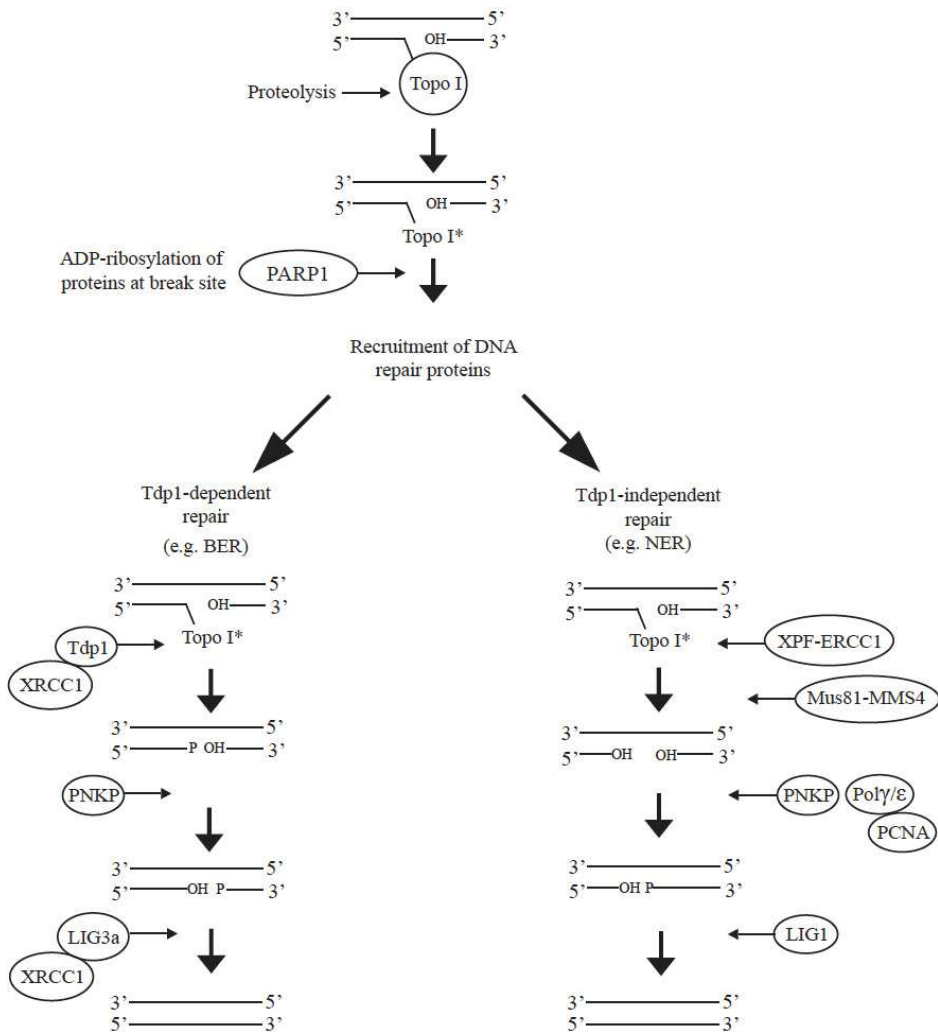 3’ 5’
5’ OH 3’
Topo I
Proteolysis
3’ 5’
5’ OH 3’
Topo I*
ADP-ribosylation of
proteins at break site
PARP1
Recruitment of DNA
repair proteins
Tdp1-dependent
repair
(e.g. BER)
3’ 5’
5’ OH 3’
Topo I*
Tdp1
XRCC1
3’ 5’
5’ P OH 3’
PNKP
3’ 5’
5’ OH P 3’
LIG3a
XRCC1
3’ 5’
5’ 3’
Tdp1-independent
repair
(e.g. NER)
3’ 5’
5’ OH 3’
Topo I*
XPF-ERCC1
Mus81-MMS4
3’ 5’
5’ OH OH 3’
PNKP Polγ/ε
PCNA
3’ 5’
5’ OH P 3’
LIG1
3’ 5’
5’ 3’